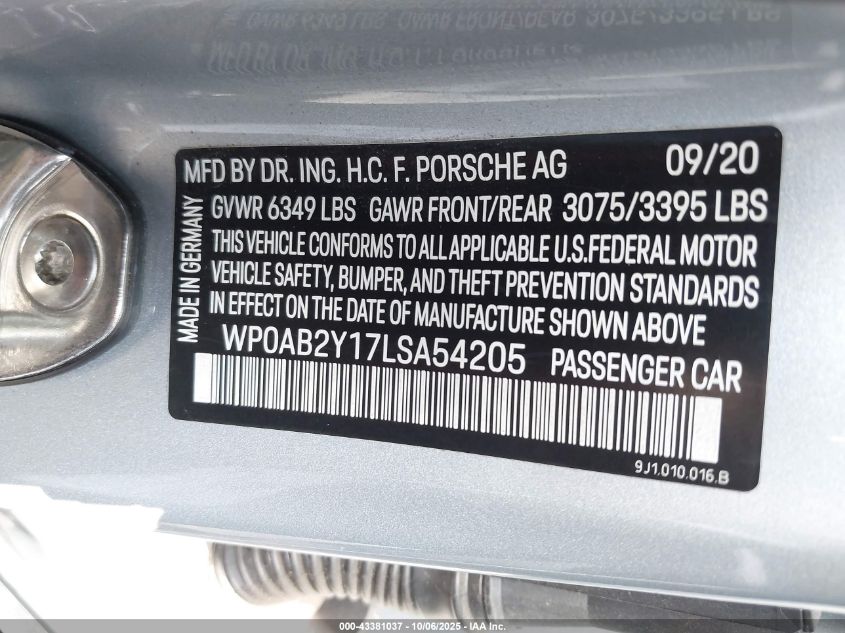 MFD BY DR. ING. H.C. F. PORSCHE AG 09/20
GVWR 6349 LBS GAWR FRONT/REAR 3075/3395 LBS
THIS VEHICLE CONFORMS TO ALL APPLICABLE U.S.FEDERAL MOTOR
VEHICLE SAFETY, BUMPER, AND THEFT PREVENTION STANDARDS
IN EFFECT ON THE DATE OF MANUFACTURE SHOWN ABOVE
MADE IN GERMANY
WP0AB2Y17LSA54205 PASSENGER CAR
9J1.010.016.B
000-43381037 - 10/06/2025 - IAA Inc.